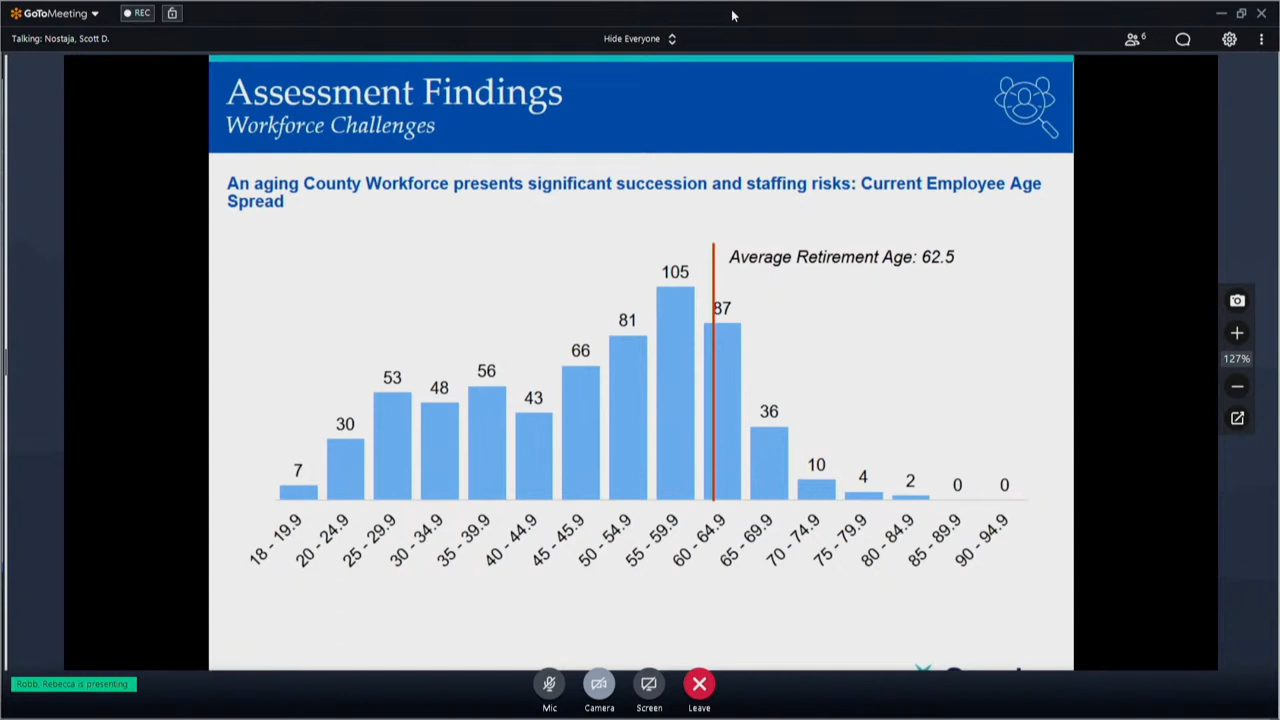 GoToMeeting
REC
Talking: Nostaja, Scott D.
Hide Everyone
6
Assessment Findings
Workforce Challenges
An aging County Workforce presents significant succession and staffing risks: Current Employee Age
Spread
Average Retirement Age: 62.5
7
30
53
48
56
43
66
81
105
87
36
10
4
2
0
0
18 - 19.9
20 - 24.9
25 - 29.9
30 - 34.9
35 - 39.9
40 - 44.9
45 - 45.9
50 - 54.9
55 - 59.9
60 - 64.9
65 - 69.9
70 - 74.9
75 - 79.9
80 - 84.9
85 - 89.9
90 - 94.9
127%
Robb, Rebecca is presenting
Mic
Camera
Screen
Leave